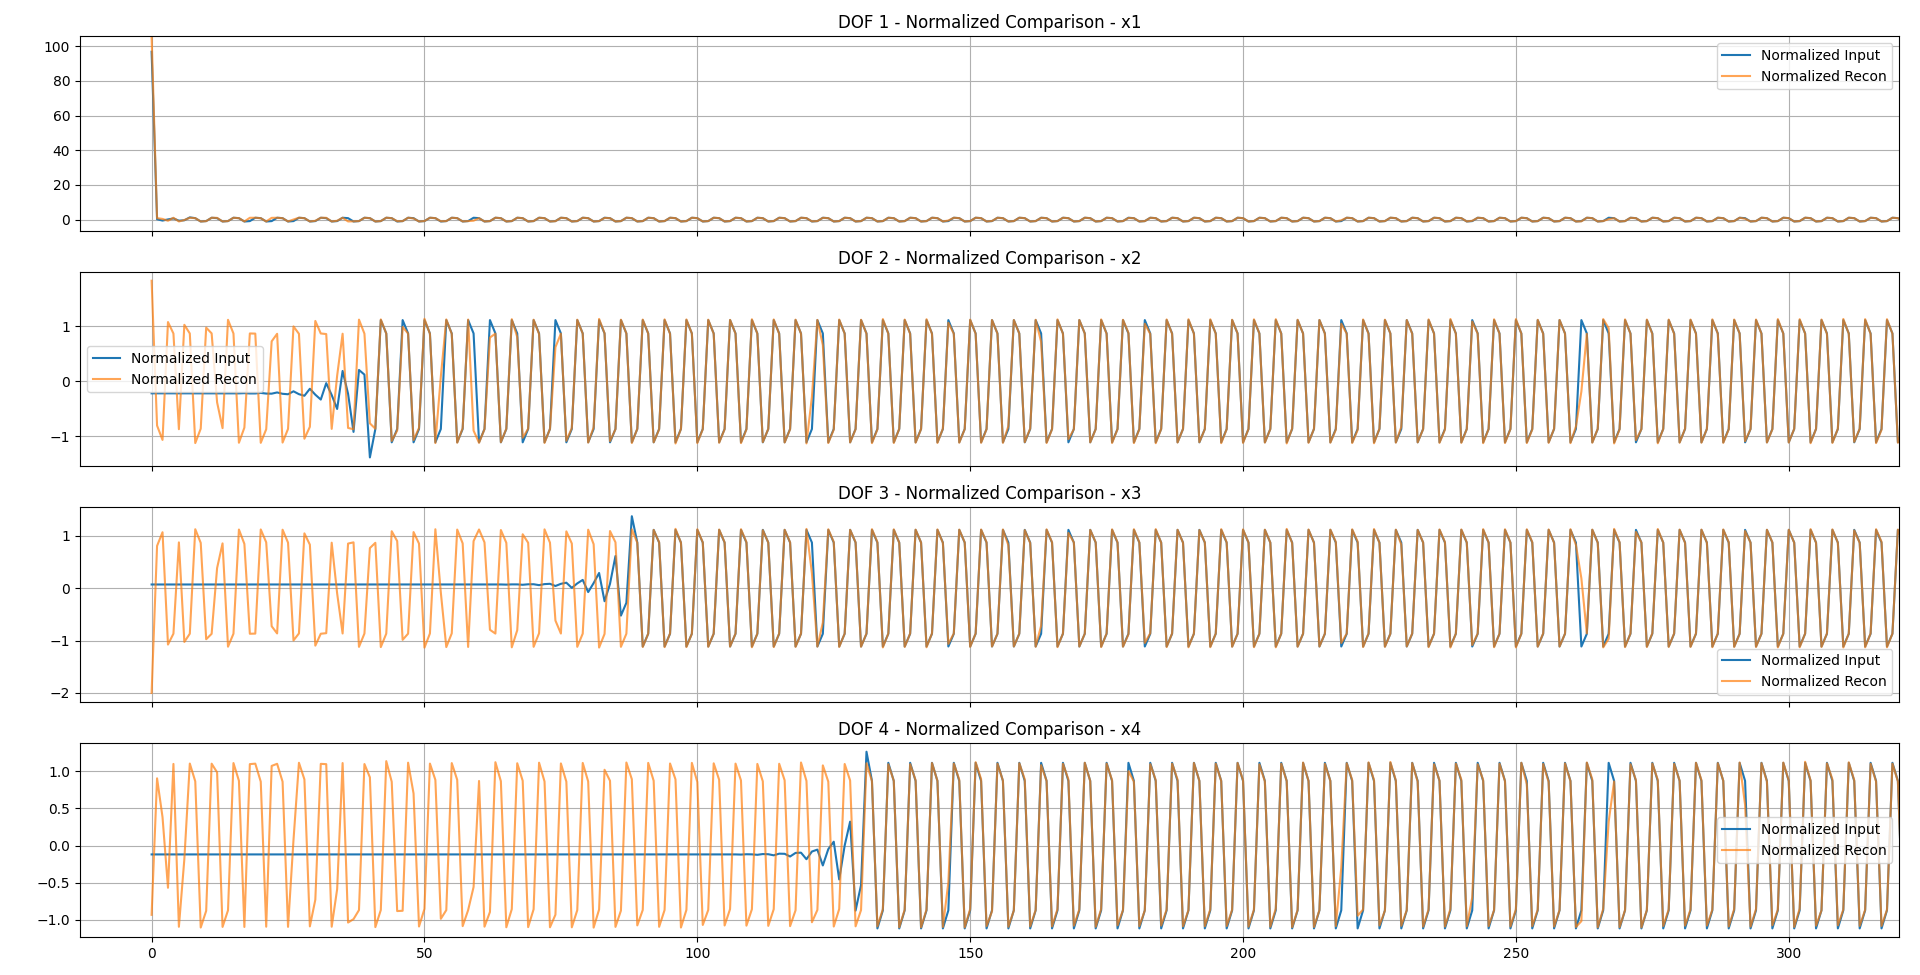 DOF 1 - Normalized Comparison - x1
100
80
60
40
20
0
Normalized Input
Normalized Recon
DOF 2 - Normalized Comparison - x2
1
0
−1
Normalized Input
Normalized Recon
DOF 3 - Normalized Comparison - x3
1
0
−1
−2
Normalized Input
Normalized Recon
DOF 4 - Normalized Comparison - x4
1.0
0.5
0.0
−0.5
−1.0
Normalized Input
Normalized Recon
0 50 100 150 200 250 300